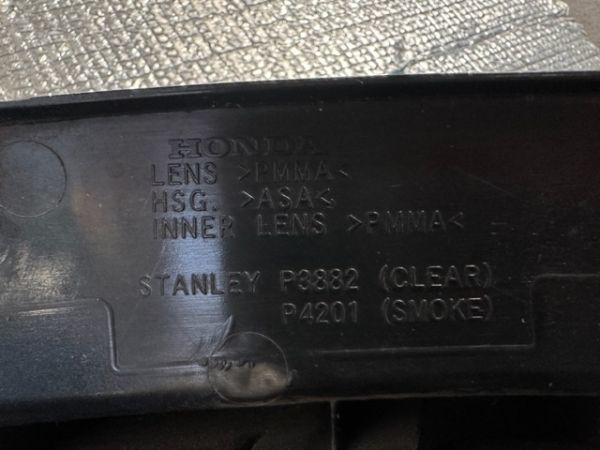 HONDA
LENS >PMMA<
HSG. >ASA<
INNER LENS >PMMA<
STANLEY P3882 (CLEAR)
P4201 (SMOKE)